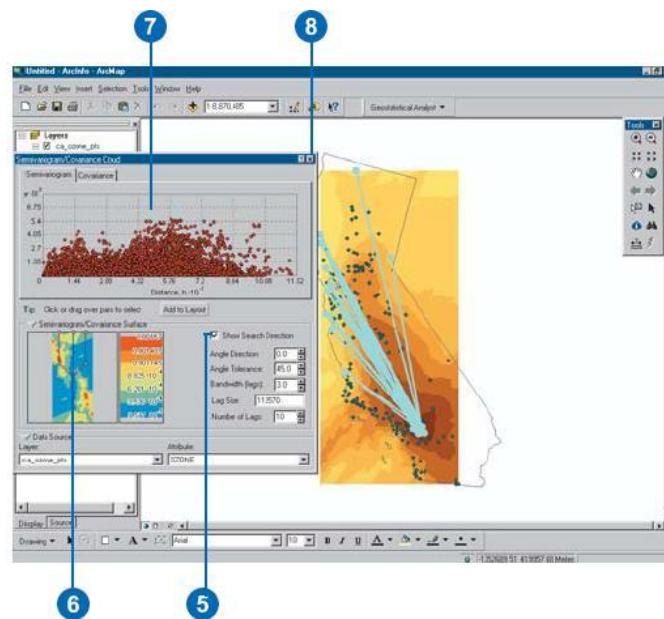 7 8
Untitled - ArcInfo - ArcMap
File Edit View Insert Selection Tools Window Help
1:8,870,485 Geostatistical Analyst
Layers
ca_ozone_pts
Tools
Semivariogram/Covariance Cloud
Semivariogram Covariance
6.75
5.4
4.05
2.7
1.35
0 1.44 2.88 4.32 5.76 7.2 8.64 10.08 11.52
Distance, h 10
Tip: Click or drag over pairs to select Add to Layout
Semivariogram/Covariance Surface
Show Search Direction
Angle Direction: 0.0
Angle Tolerance: 45.0
Bandwidth (lags): 3.0
Lag Size: 113570
Number of Lags: 10
Data Source
Layer: Attribute:
ca_ozone_pts OZONE
Display Source
Drawing Arial 10 B I U A
Meters
6 5